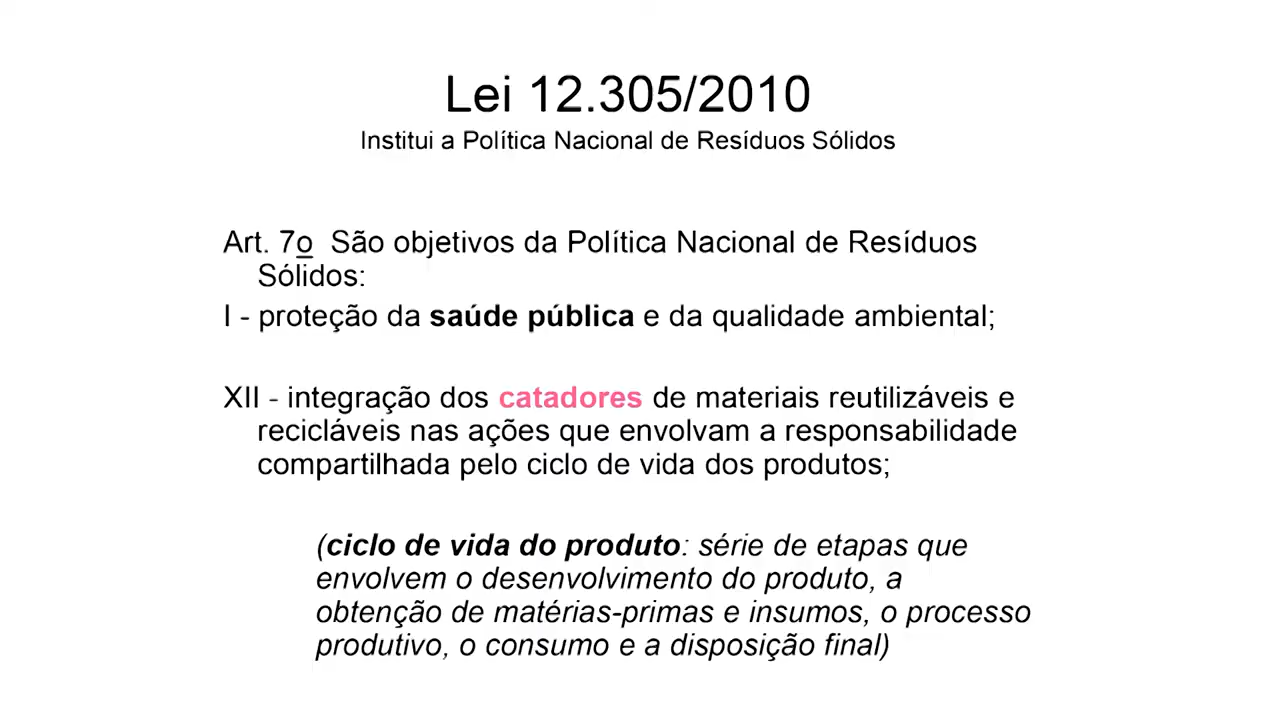 Lei 12.305/2010
Institui a Política Nacional de Resíduos Sólidos
Art. 7o São objetivos da Política Nacional de Resíduos
Sólidos:
I - proteção da saúde pública e da qualidade ambiental;
XII - integração dos catadores de materiais reutilizáveis e
recicláveis nas ações que envolvam a responsabilidade
compartilhada pelo ciclo de vida dos produtos;
(ciclo de vida do produto: série de etapas que
envolvem o desenvolvimento do produto, a
obtenção de matérias-primas e insumos, o processo
produtivo, o consumo e a disposição final)